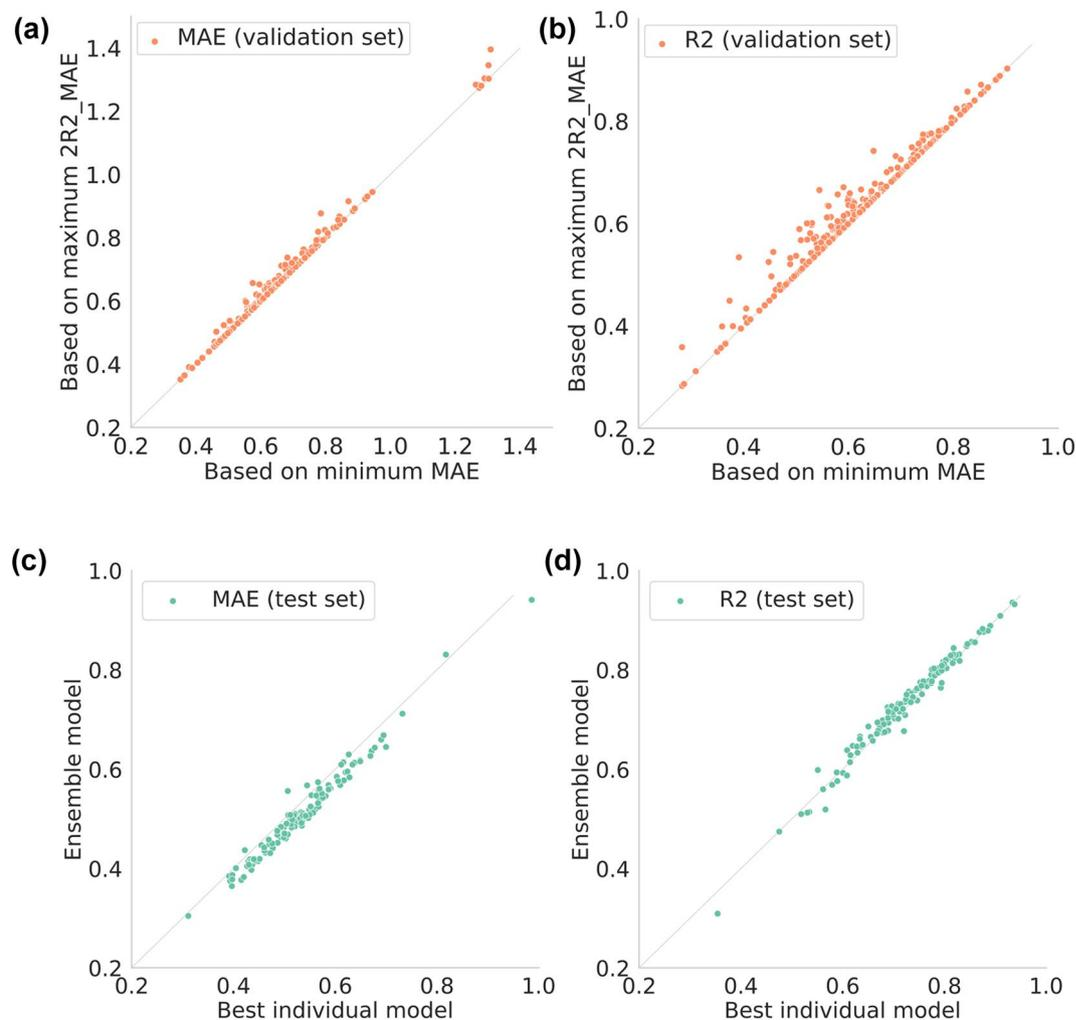 (a)
MAE (validation set)
Based on maximum 2R2_MAE
1.4
1.2
1.0
0.8
0.6
0.4
0.2
0.2 0.4 0.6 0.8 1.0 1.2 1.4
Based on minimum MAE
(b)
R2 (validation set)
Based on maximum 2R2_MAE
1.0
0.8
0.6
0.4
0.2
0.2 0.4 0.6 0.8 1.0
Based on minimum MAE
(c)
MAE (test set)
Ensemble model
1.0
0.8
0.6
0.4
0.2
0.2 0.4 0.6 0.8 1.0
Best individual model
(d)
R2 (test set)
Ensemble model
1.0
0.8
0.6
0.4
0.2
0.2 0.4 0.6 0.8 1.0
Best individual model